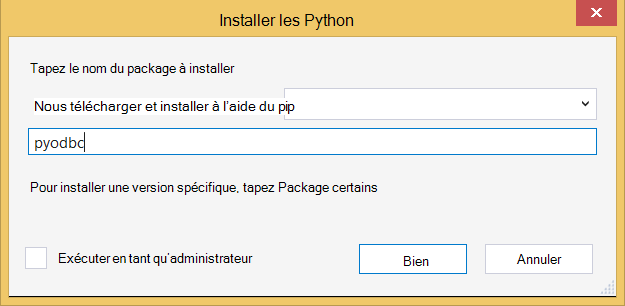 Installer les Python
Tapez le nom du package à installer
Nous télécharger et installer à l'aide du pip
pyodbc
Pour installer une version spécifique, tapez Package certains
Exécuter en tant qu'administrateur
Bien
Annuler